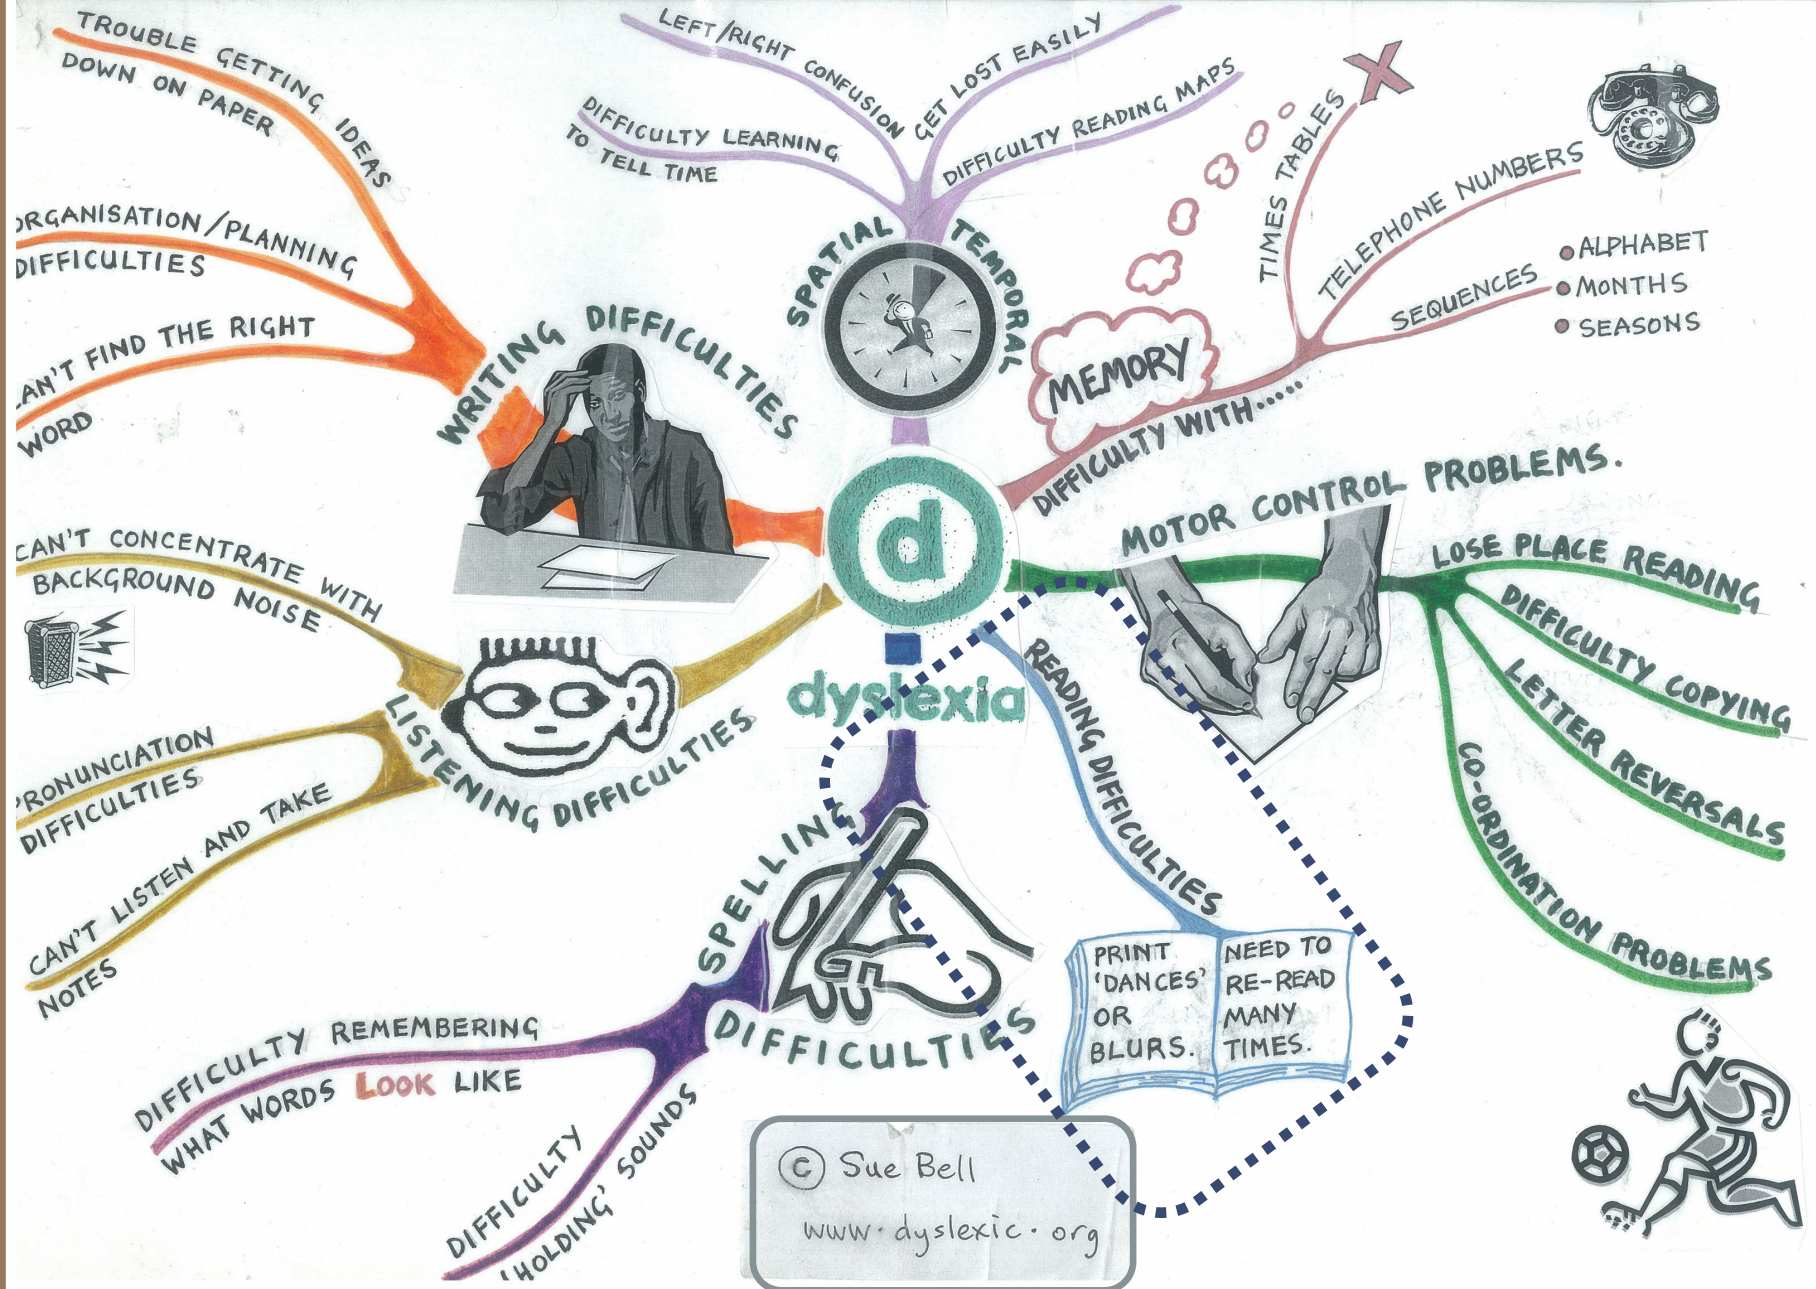 TROUBLE GETTING IDEAS
DOWN ON PAPER
ORGANISATION/PLANNING
DIFFICULTIES
CAN'T FIND THE RIGHT
WORD
WRITING DIFFICULTIES
LEFT/RIGHT CONFUSION
GET LOST EASILY
DIFFICULTY LEARNING
TO TELL TIME
DIFFICULTY READING MAPS
SPATIAL
TEMPORAL
MEMORY
DIFFICULTY WITH.....
TIMES TABLES
X
TELEPHONE NUMBERS
SEQUENCES
ALPHABET
MONTHS
SEASONS
MOTOR CONTROL PROBLEMS.
LOSE PLACE READING
DIFFICULTY COPYING
LETTER REVERSALS
CO-ORDINATION PROBLEMS
d
dyslexia
CAN'T CONCENTRATE WITH
BACKGROUND NOISE
LISTENING DIFFICULTIES
PRONUNCIATION
DIFFICULTIES
CAN'T LISTEN AND TAKE
NOTES
READING DIFFICULTIES
PRINT
'DANCES'
OR
BLURS.
NEED TO
RE-READ
MANY
TIMES.
SPELLING
DIFFICULTIES
DIFFICULTY REMEMBERING
WHAT WORDS LOOK LIKE
DIFFICULTY
'HOLDING' SOUNDS
© Sue Bell
www.dyslexic.org